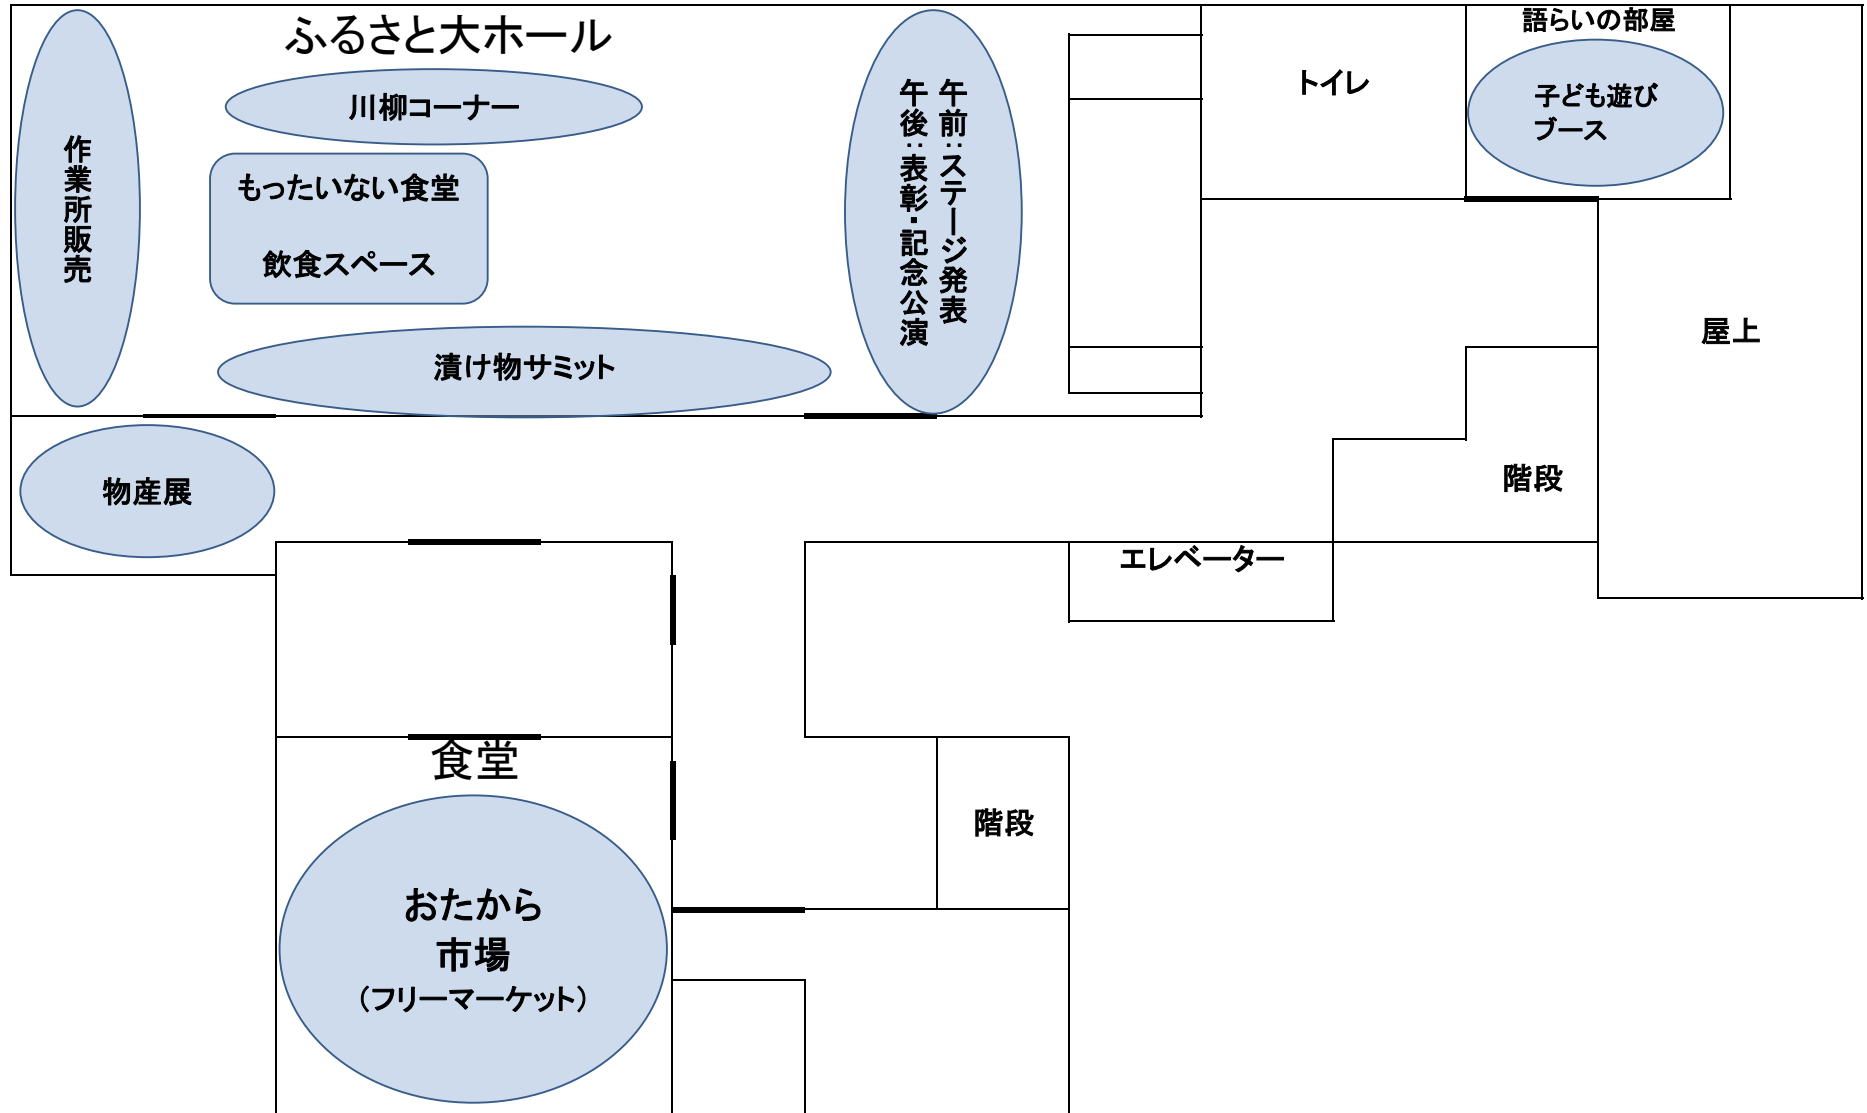 ふるさと大ホール
川柳コーナー
作業所販売
もったいない食堂
飲食スペース
漬け物サミット
午前：ステージ発表
午後：表彰・記念公演
トイレ
語らいの部屋
子ども遊び
ブース
屋上
物産展
階段
エレベーター
食堂
おたから
市場
（フリーマーケット）
階段